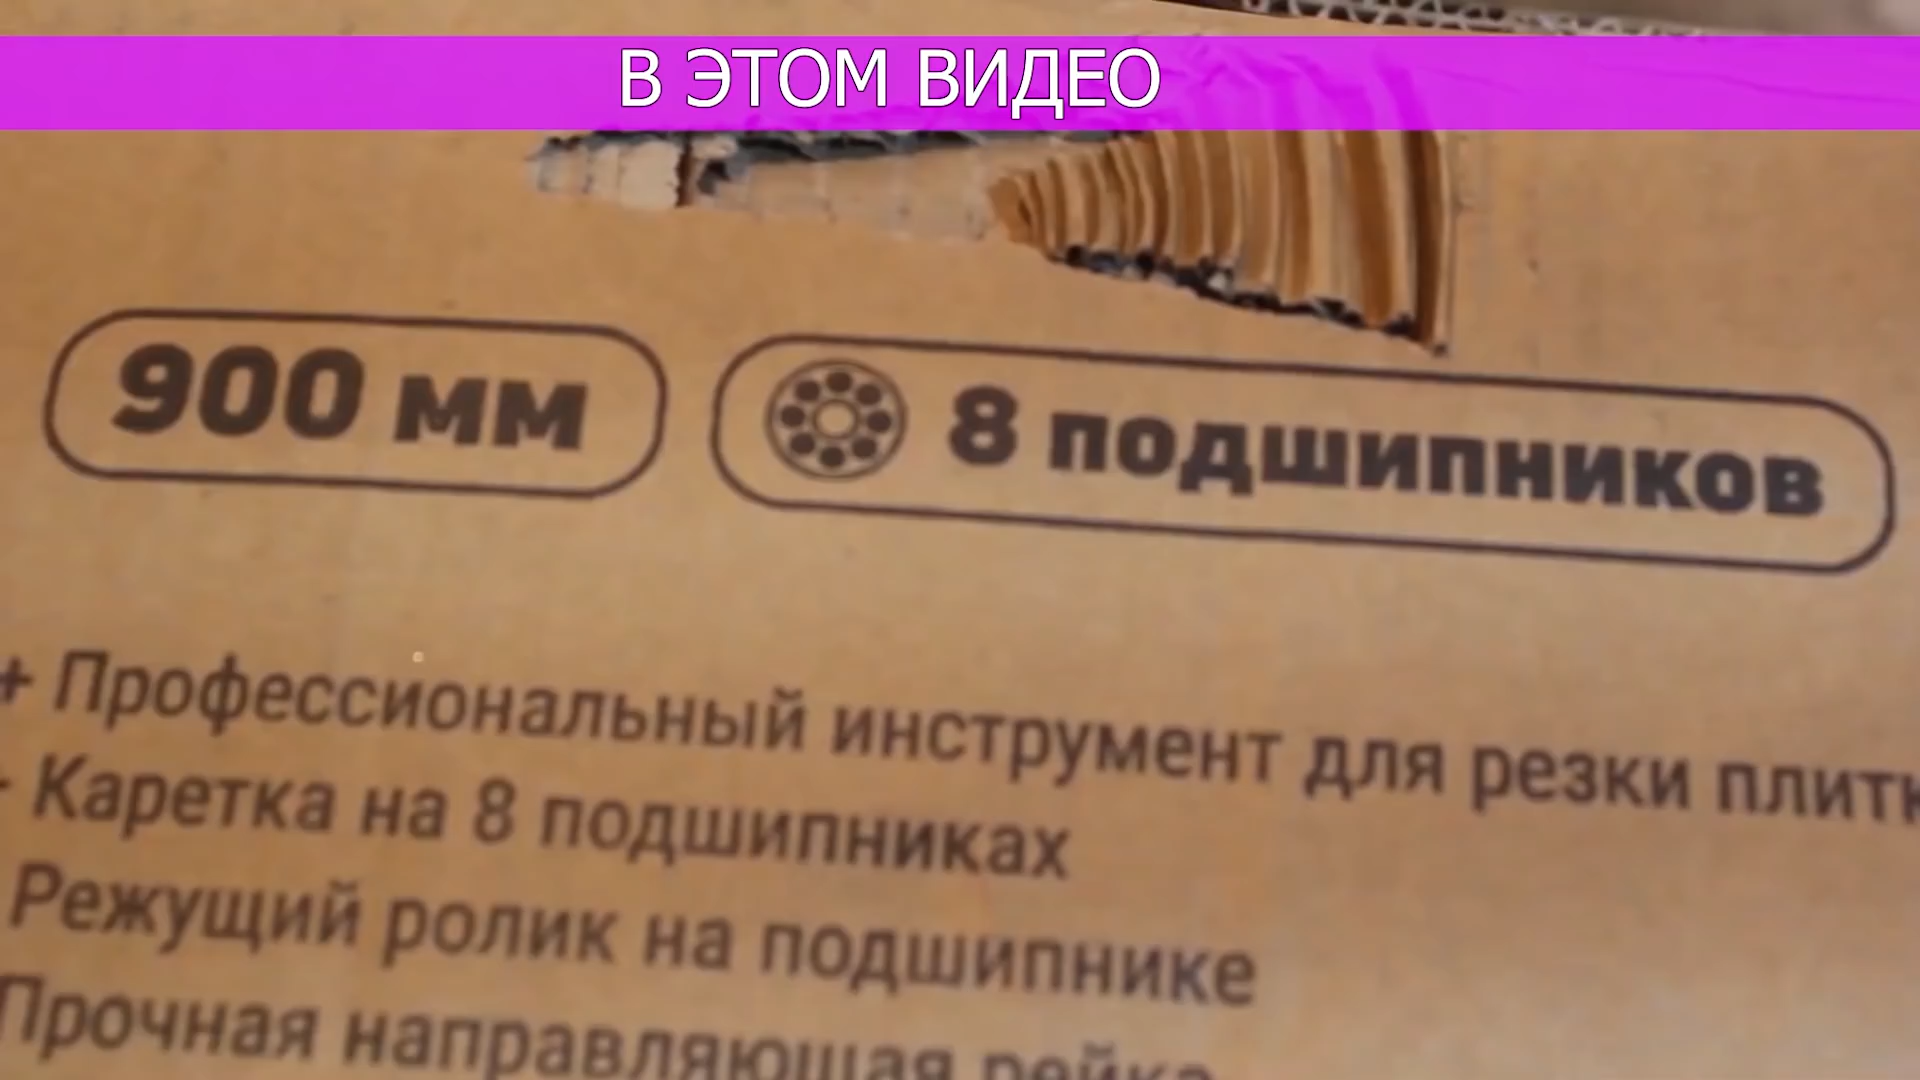 В ЭТОМ ВИДЕО
900 мм
8 подшипников
+ Профессиональный инструмент для резки плитк
Каретка на 8 подшипниках
Режущий ролик на подшипнике
Прочная направляющая рейка